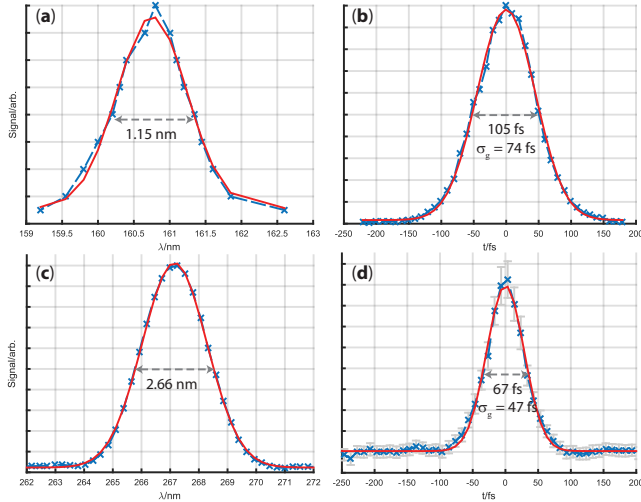 (a)
Signal/arb.
1.15 nm
159 159.5 160 160.5 161 161.5 162 162.5 163
λ/nm
(b)
105 fs
σg = 74 fs
-250 -200 -150 -100 -50 0 50 100 150 200
t/fs
(c)
Signal/arb.
2.66 nm
262 263 264 265 266 267 268 269 270 271 272
λ/nm
(d)
67 fs
σg = 47 fs
-250 -200 -150 -100 -50 0 50 100 150 200
t/fs